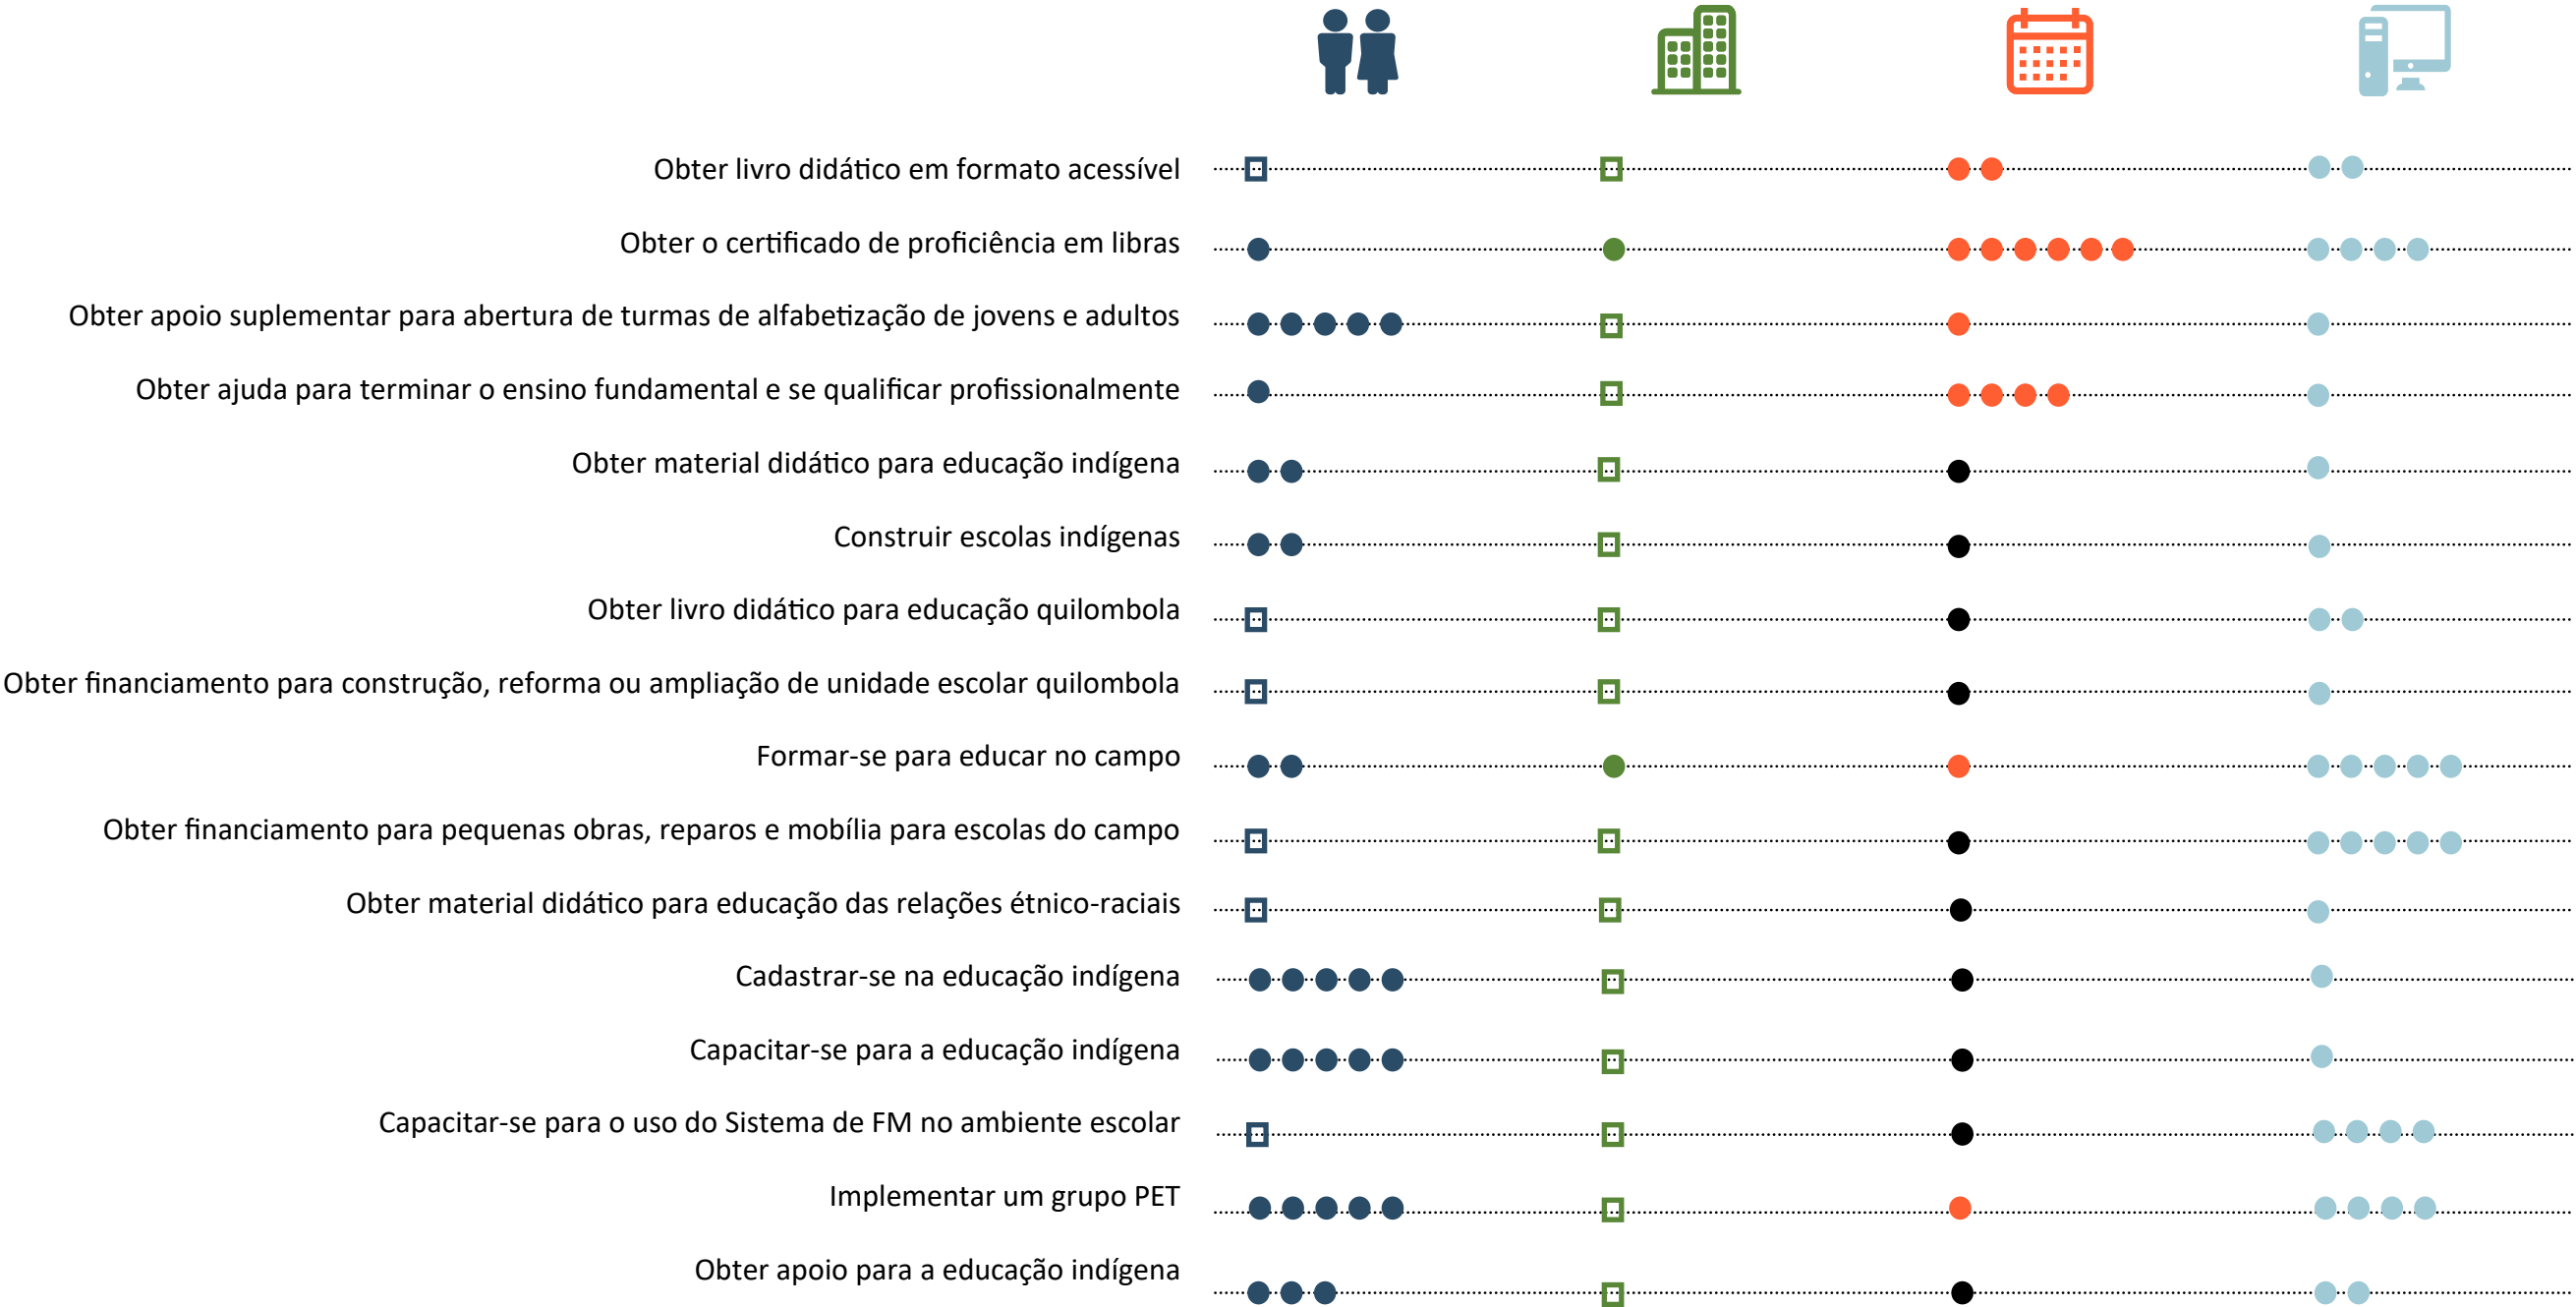 Obter livro didático em formato acessível
Obter o certificado de proficiência em libras
Obter apoio suplementar para abertura de turmas de alfabetização de jovens e adultos
Obter ajuda para terminar o ensino fundamental e se qualificar profissionalmente
Obter material didático para educação indígena
Construir escolas indígenas
Obter livro didático para educação quilombola
Obter financiamento para construção, reforma ou ampliação de unidade escolar quilombola
Formar-se para educar no campo
Obter financiamento para pequenas obras, reparos e mobília para escolas do campo
Obter material didático para educação das relações étnico-raciais
Cadastrar-se na educação indígena
Capacitar-se para a educação indígena
Capacitar-se para o uso do Sistema de FM no ambiente escolar
Implementar um grupo PET
Obter apoio para a educação indígena